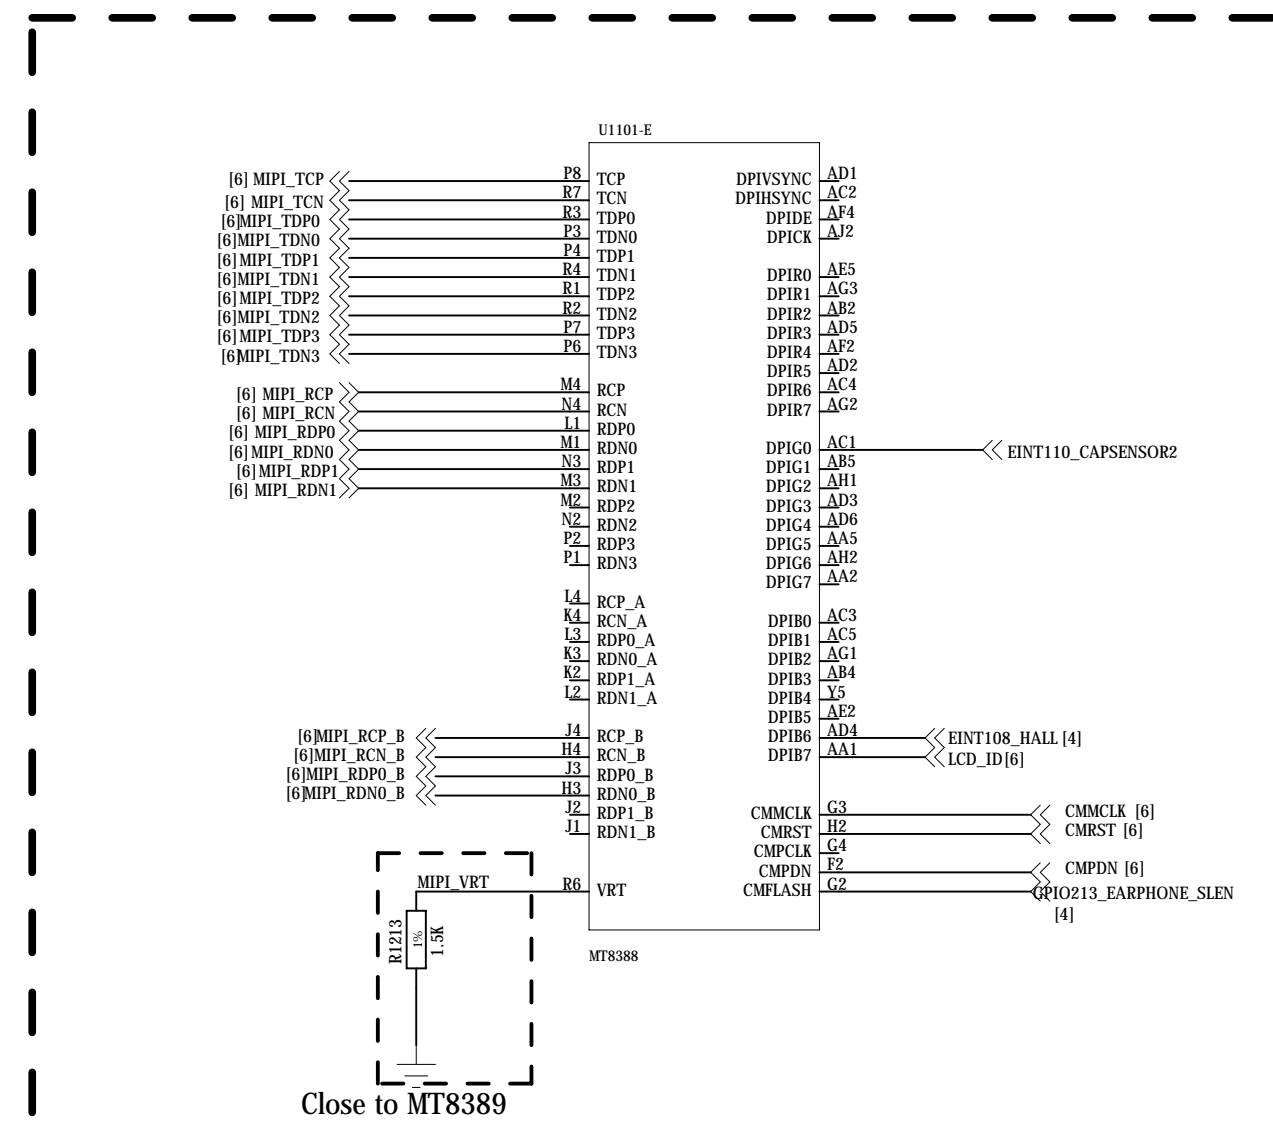 U1101-E
[6] MIPI_TCP P8 TCP DPIVSYNC AD1
[6] MIPI_TCN R7 TCN DPIHSYNC AC2
[6]MIPI_TDP0 R3 TDP0 DPIDE AF4
[6]MIPI_TDN0 P3 TDN0 DPICK AJ2
[6]MIPI_TDP1 P4 TDP1
[6]MIPI_TDN1 R4 TDN1 DPIR0 AE5
[6]MIPI_TDP2 R1 TDP2 DPIR1 AG3
[6]MIPI_TDN2 R2 TDN2 DPIR2 AB2
[6]MIPI_TDP3 P7 TDP3 DPIR3 AD5
[6]MIPI_TDN3 P6 TDN3 DPIR4 AF2
DPIR5 AD2
[6] MIPI_RCP M4 RCP DPIR6 AC4
[6] MIPI_RCN N4 RCN DPIR7 AG2
[6] MIPI_RDP0 L1 RDP0
[6] MIPI_RDN0 M1 RDN0 DPIG0 AC1 EINT110_CAPSENSOR2
[6] MIPI_RDP1 N3 RDP1 DPIG1 AB5
[6] MIPI_RDN1 M3 RDN1 DPIG2 AH1
M2 RDP2 DPIG3 AD3
N2 RDN2 DPIG4 AD6
P2 RDP3 DPIG5 AA5
P1 RDN3 DPIG6 AH2
DPIG7 AA2
L4 RCP_A
K4 RCN_A DPIB0 AC3
L3 RDP0_A DPIB1 AC5
K3 RDN0_A DPIB2 AG1
K2 RDP1_A DPIB3 AB4
L2 RDN1_A DPIB4 Y5
DPIB5 AE2
[6]MIPI_RCP_B J4 RCP_B DPIB6 AD4 EINT108_HALL [4]
[6]MIPI_RCN_B H4 RCN_B DPIB7 AA1 LCD_ID[6]
[6]MIPI_RDP0_B J3 RDP0_B
[6]MIPI_RDN0_B H3 RDN0_B
J2 RDP1_B CMMCLK G3 CMMCLK [6]
J1 RDN1_B CMRST H2 CMRST [6]
CMPCLK G4
CMPDN F2 CMPDN [6]
MIPI_VRT R6 VRT CMFLASH G2 GPIO213_EARPHONE_SLEN
[4]
R1213 1% 1.5K
MT8388
Close to MT8389